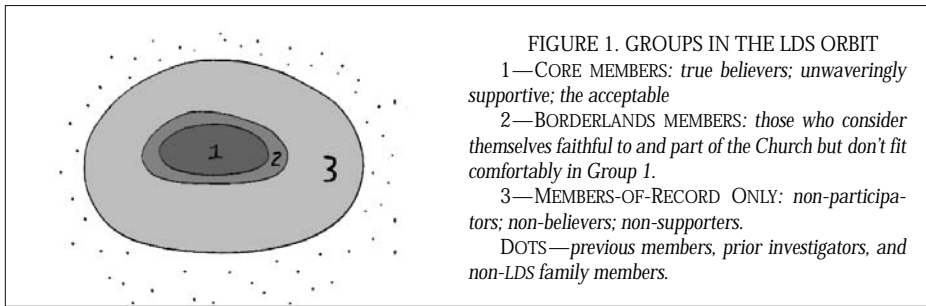 1
2
3
FIGURE 1. GROUPS IN THE LDS ORBIT
1—CORE MEMBERS: true believers; unwaveringly
supportive; the acceptable
2—BORDERLANDS MEMBERS: those who consider
themselves faithful to and part of the Church but don't fit
comfortably in Group 1.
3—MEMBERS-OF-RECORD ONLY: non-participa-
tors; non-believers; non-supporters.
DOTS—previous members, prior investigators, and
non-LDS family members.